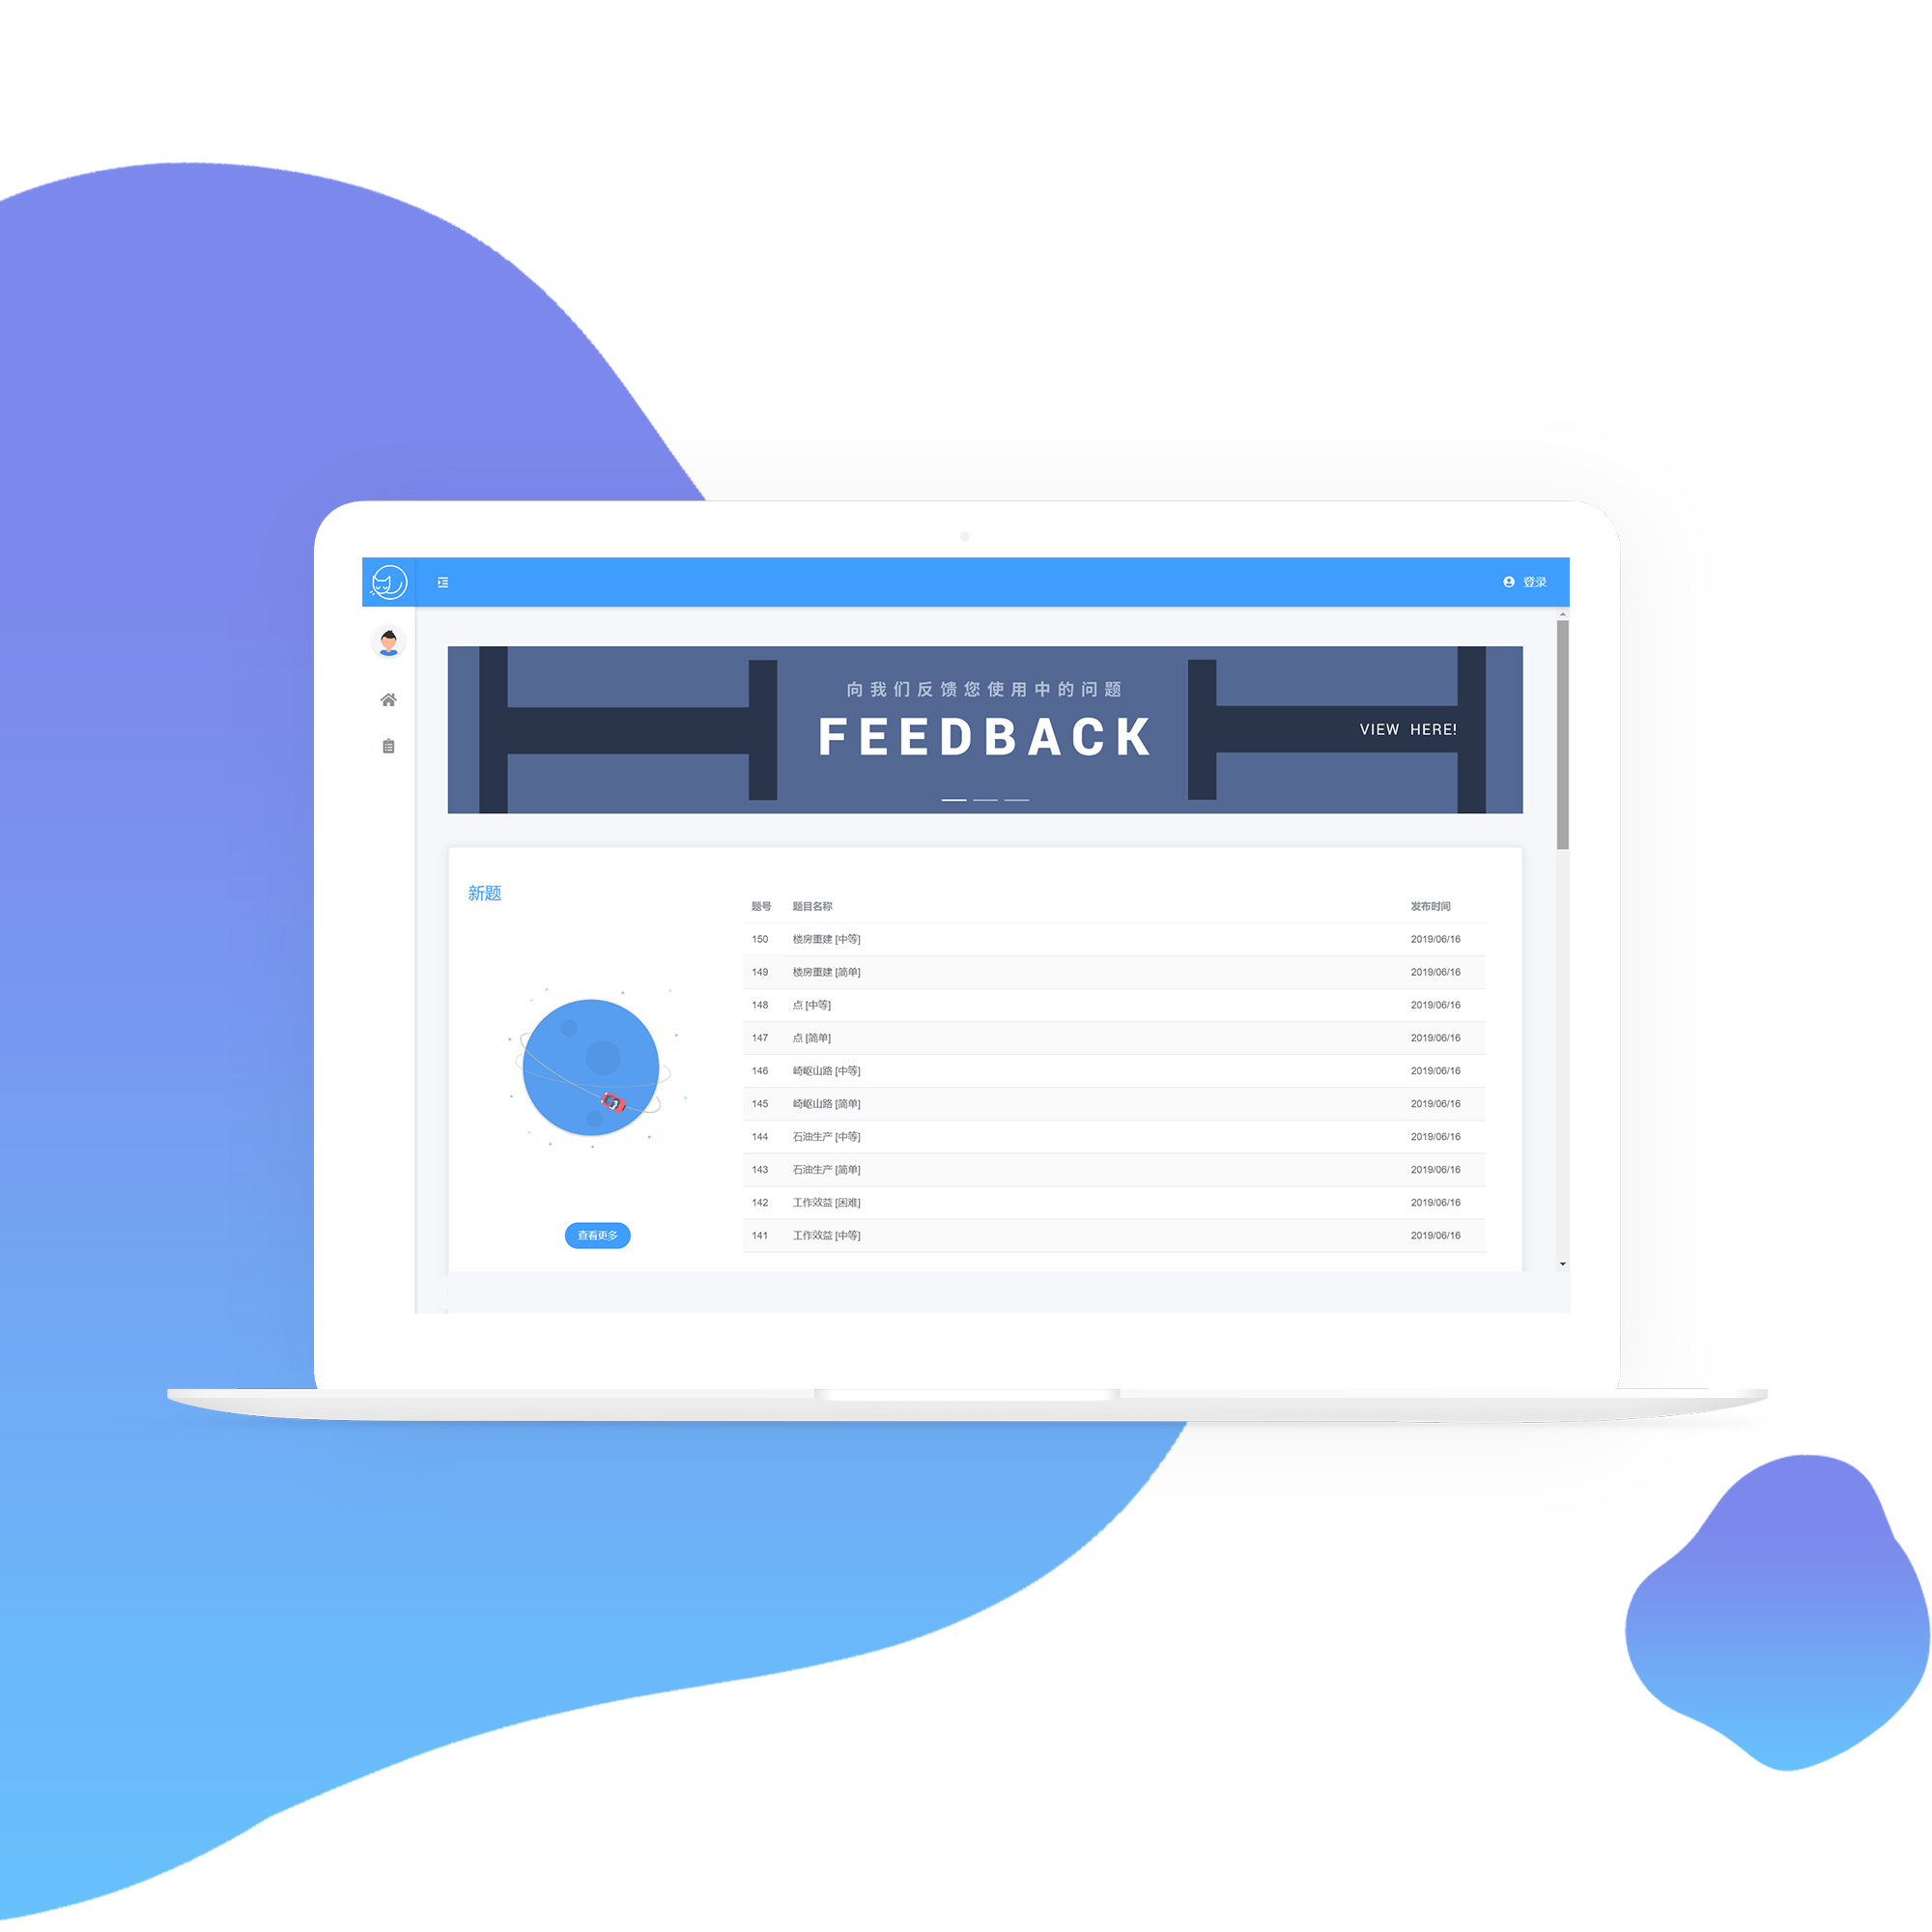 登录
向我们反馈您使用中的问题
FEEDBACK
VIEW HERE!
新题
题号 题目名称 发布时间
150 楼房重建 [中等] 2019/06/16
149 楼房重建 [简单] 2019/06/16
148 点 [中等] 2019/06/16
147 点 [简单] 2019/06/16
146 崎岖山路 [中等] 2019/06/16
145 崎岖山路 [简单] 2019/06/16
144 石油生产 [中等] 2019/06/16
143 石油生产 [简单] 2019/06/16
142 工作效益 [困难] 2019/06/16
141 工作效益 [中等] 2019/06/16
查看更多